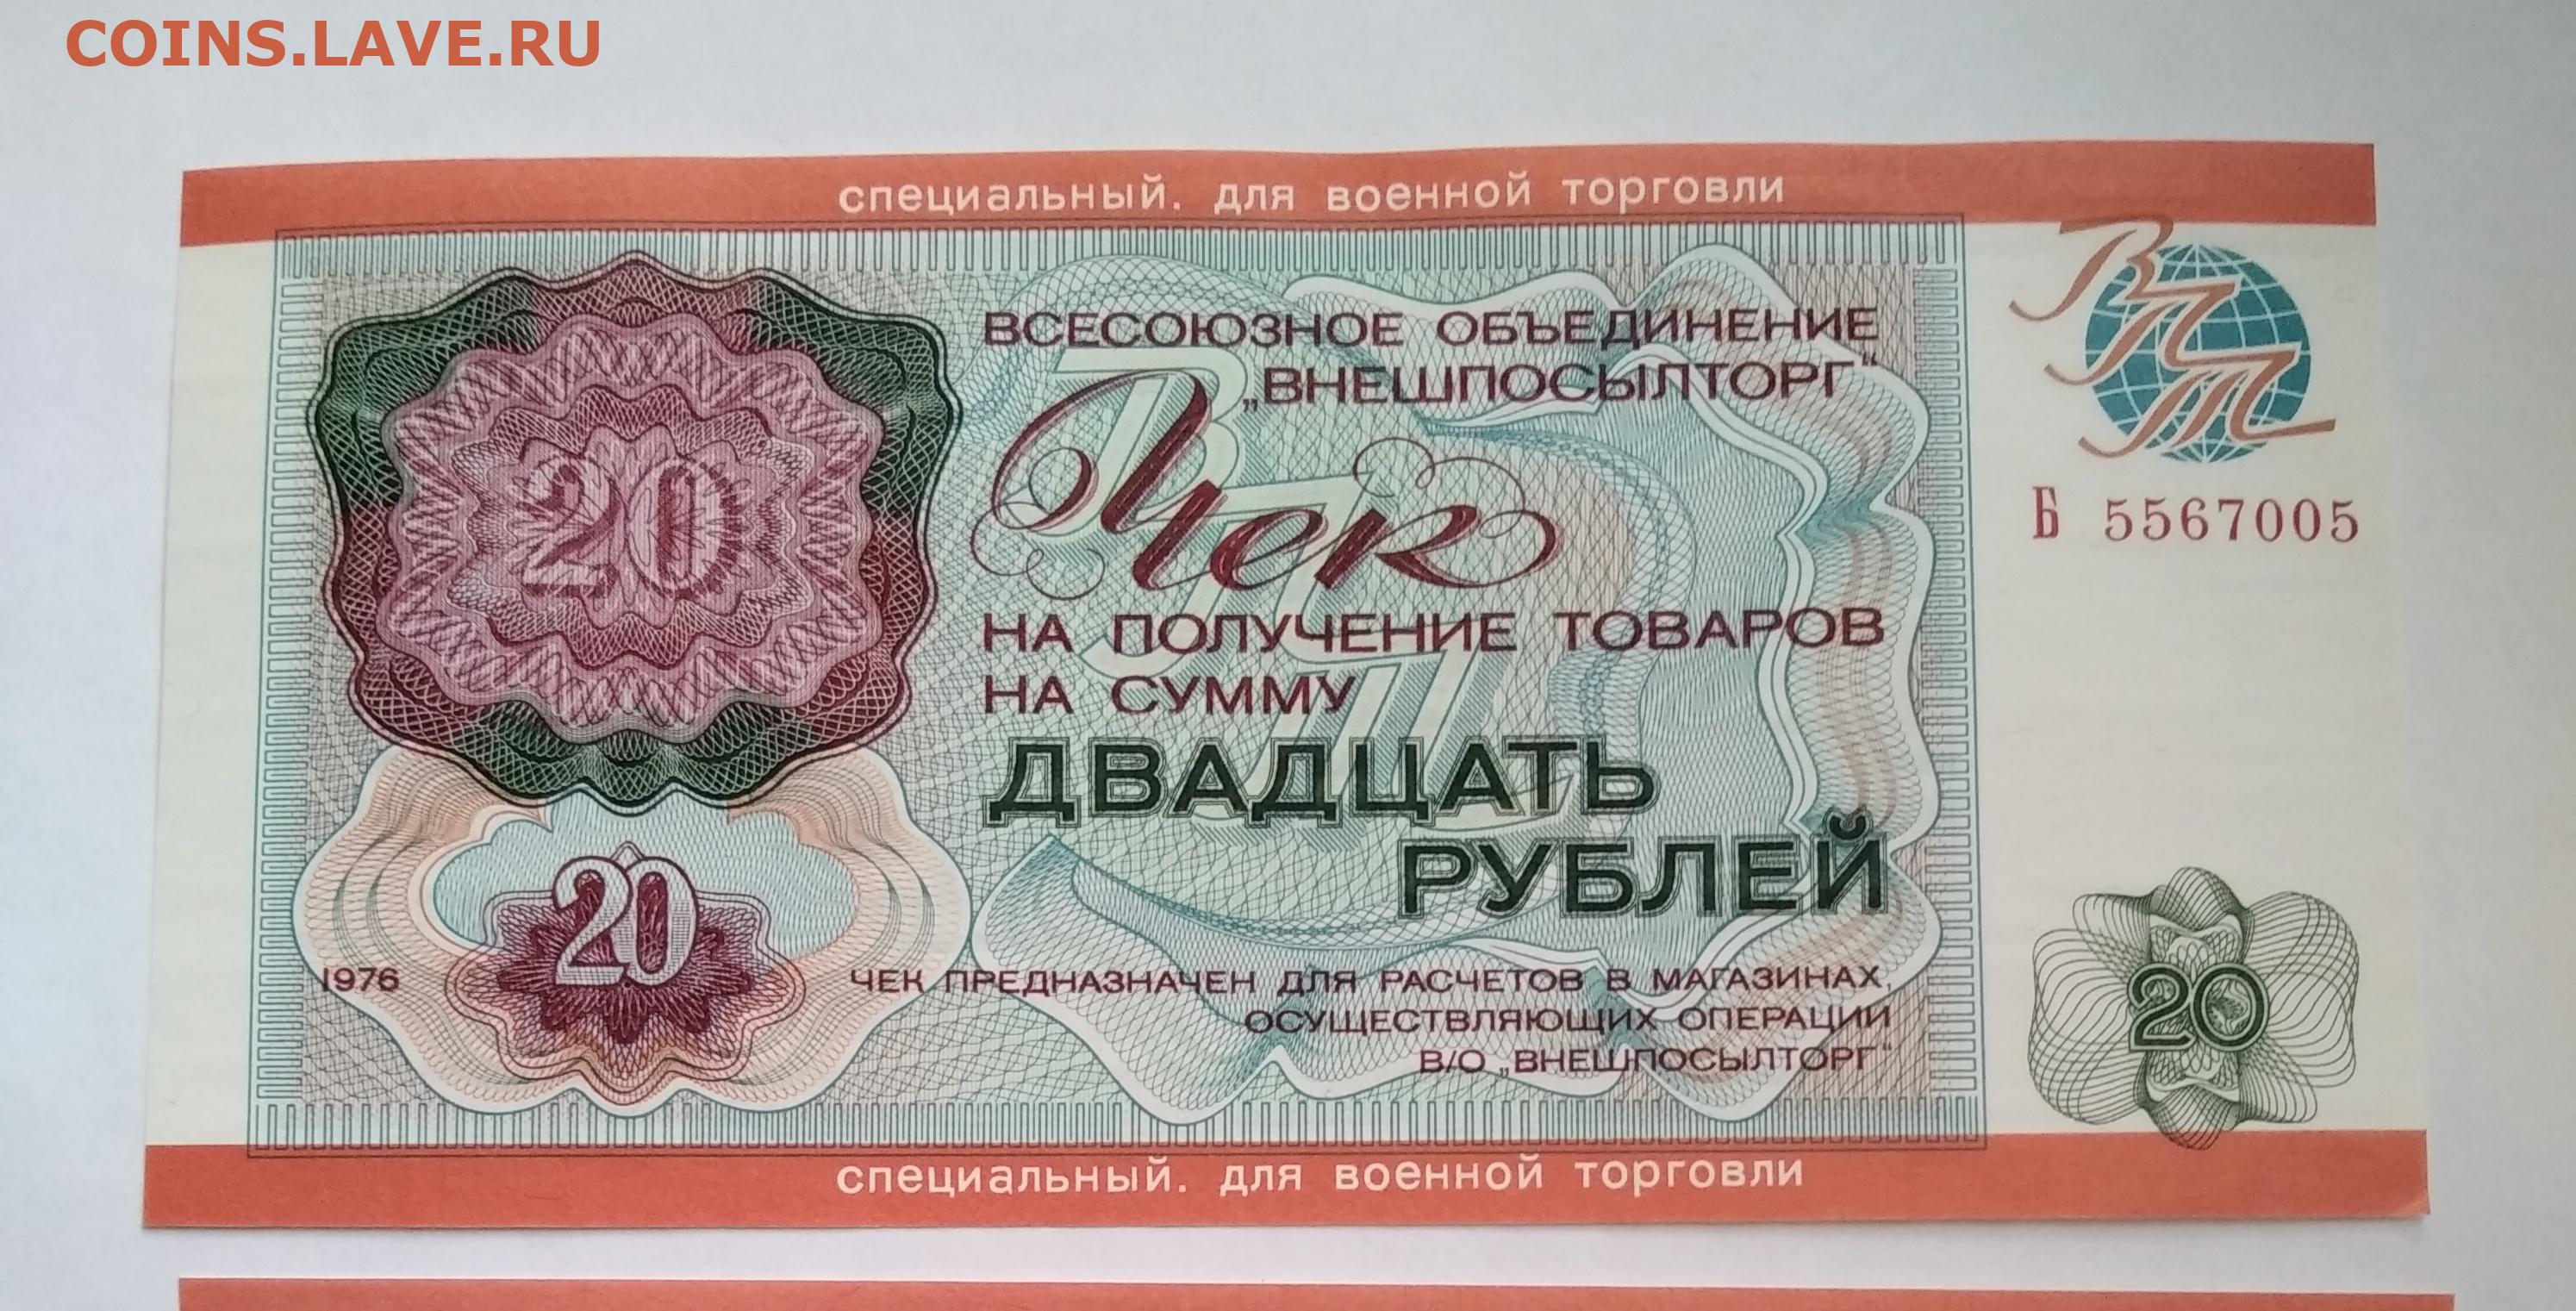 COINS.LAVE.RU
специальный. для военной торговли
20
ВСЕСОЮЗНОЕ ОБЪЕДИНЕНИЕ
„ВНЕШПОСЫЛТОРГ“
ВПТ
Чек
Б 5567005
НА ПОЛУЧЕНИЕ ТОВАРОВ
НА СУММУ
ДВАДЦАТЬ
РУБЛЕЙ
20
1976
ЧЕК ПРЕДНАЗНАЧЕН ДЛЯ РАСЧЕТОВ В МАГАЗИНАХ,
ОСУЩЕСТВЛЯЮЩИХ ОПЕРАЦИИ
В/О „ВНЕШПОСЫЛТОРГ“
20
специальный. для военной торговли